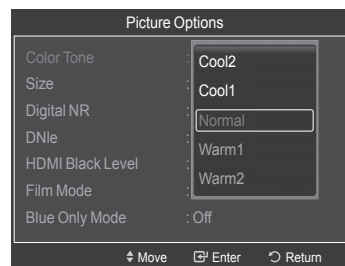 Picture Options
Color Tone :
Cool2
Size :
Cool1
Digital NR :
Normal
DNIe :
Warm1
HDMI Black Level :
Warm2
Film Mode :
Blue Only Mode : Off
Move Enter Return